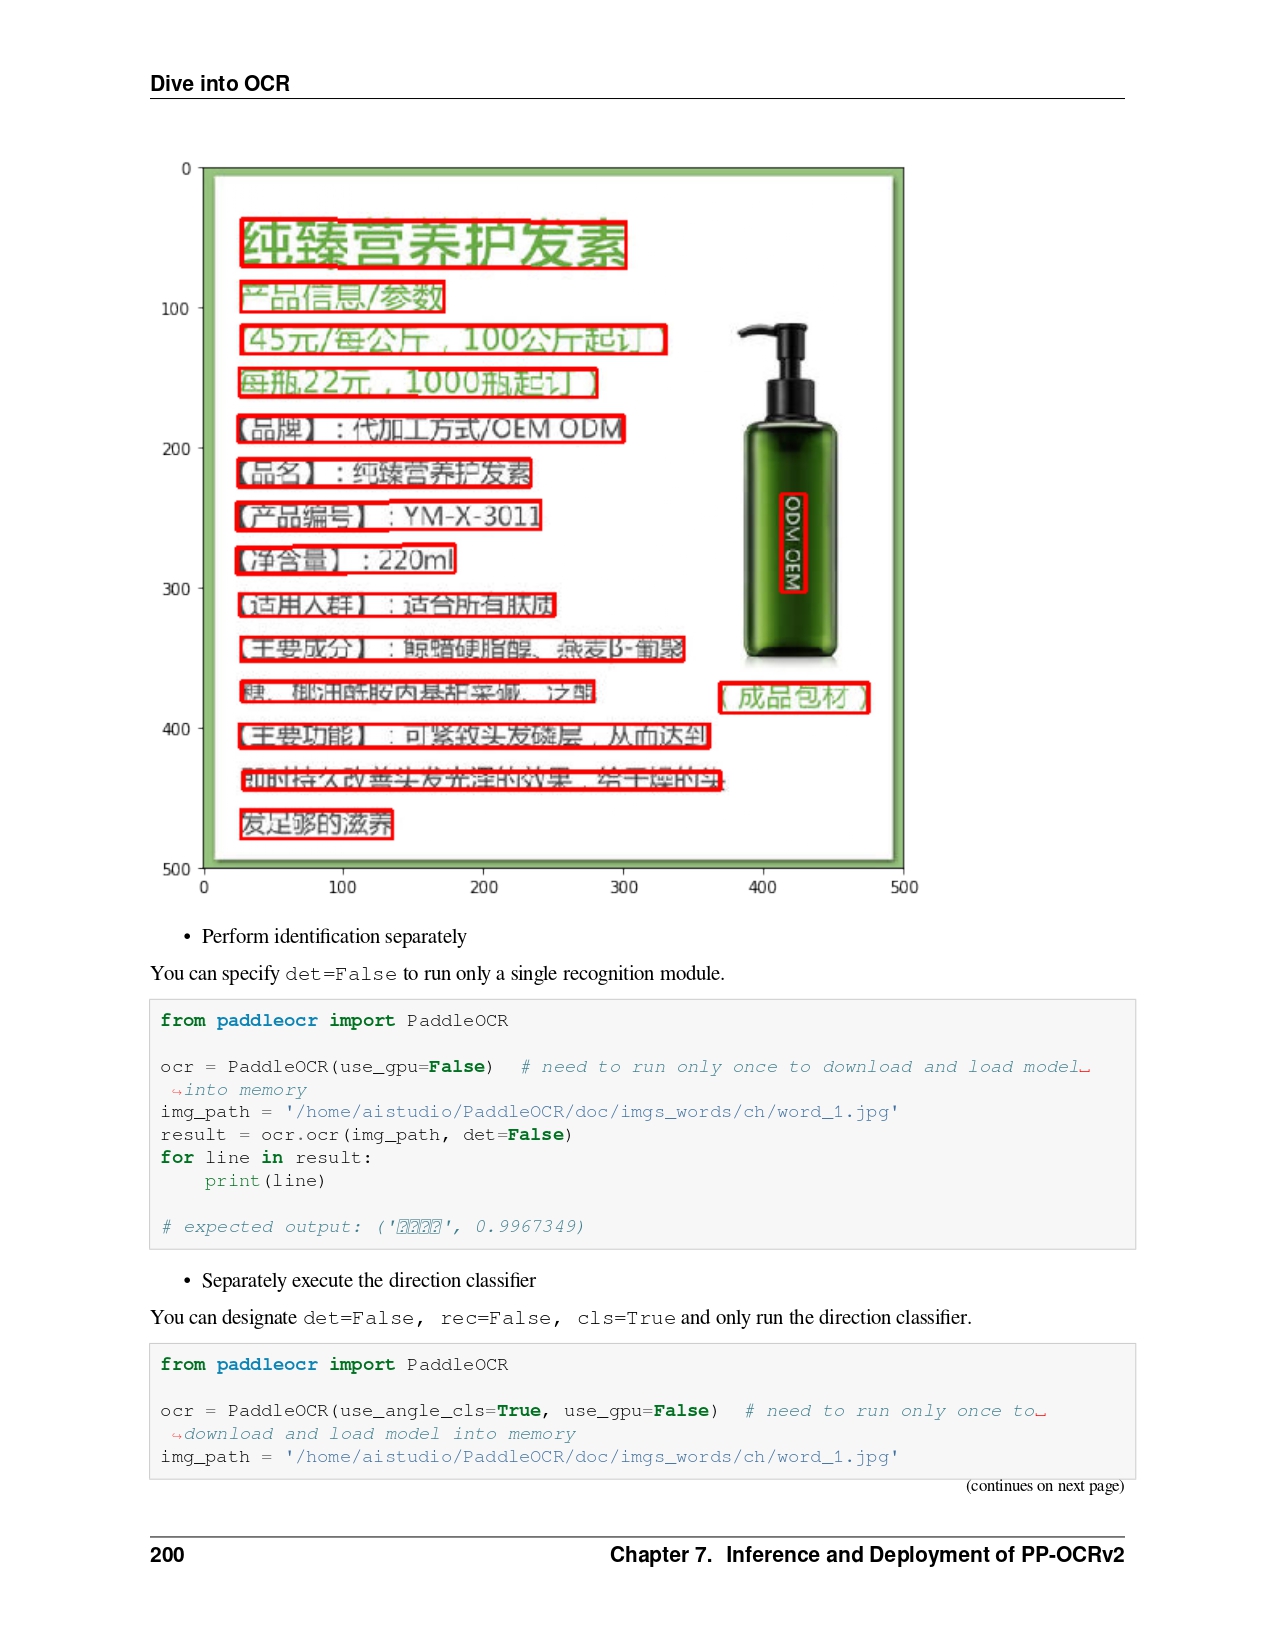 Dive into OCR
0
100
200
300
400
500
纯臻营养护发素
产品信息/参数
45元/每公斤，100公斤起订）
每瓶22元，1000瓶起订）
【品牌】：代加工方式/OEM ODM
【品名】：纯臻营养护发素
【产品编号】：YM-X-3011
【净含量】：220ml
【适用人群】：适合所有肤质
【主要成分】：鲸蜡硬脂醇、燕麦β-葡聚
糖、椰油酰胺丙基甜菜碱、泛醌
【主要功能】：可紧致头发磷层，从而达到
即时持久改善头发光泽的效果，给干燥的头
发足够的滋养
ODM OEM
（成品包材）
0 100 200 300 400 500
• Perform identification separately
You can specify det=False to run only a single recognition module.
from paddleocr import PaddleOCR
ocr = PaddleOCR(use_gpu=False)  # need to run only once to download and load model␣
↪into memory
img_path = '/home/aistudio/PaddleOCR/doc/imgs_words/ch/word_1.jpg'
result = ocr.ocr(img_path, det=False)
for line in result:
    print(line)
# expected output: ('', 0.9967349)
• Separately execute the direction classifier
You can designate det=False, rec=False, cls=True and only run the direction classifier.
from paddleocr import PaddleOCR
ocr = PaddleOCR(use_angle_cls=True, use_gpu=False)  # need to run only once to␣
↪download and load model into memory
img_path = '/home/aistudio/PaddleOCR/doc/imgs_words/ch/word_1.jpg'
(continues on next page)
200 Chapter 7. Inference and Deployment of PP-OCRv2